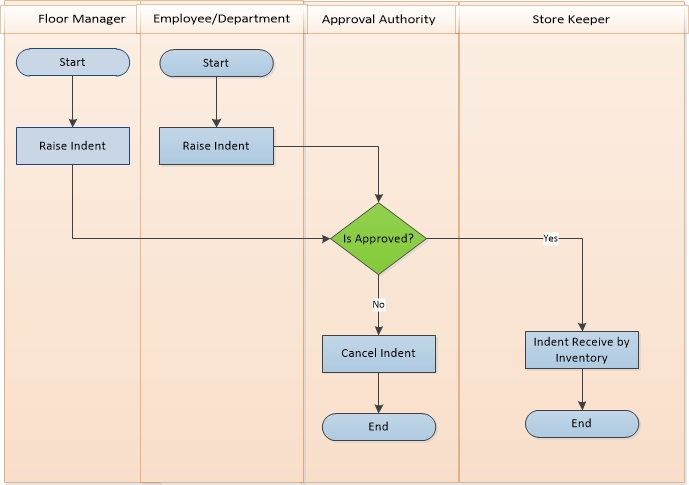 Floor Manager
Employee/Department
Approval Authority
Store Keeper
Start
Start
Raise Indent
Raise Indent
Is Approved?
Yes
No
Cancel Indent
Indent Receive by
Inventory
End
End